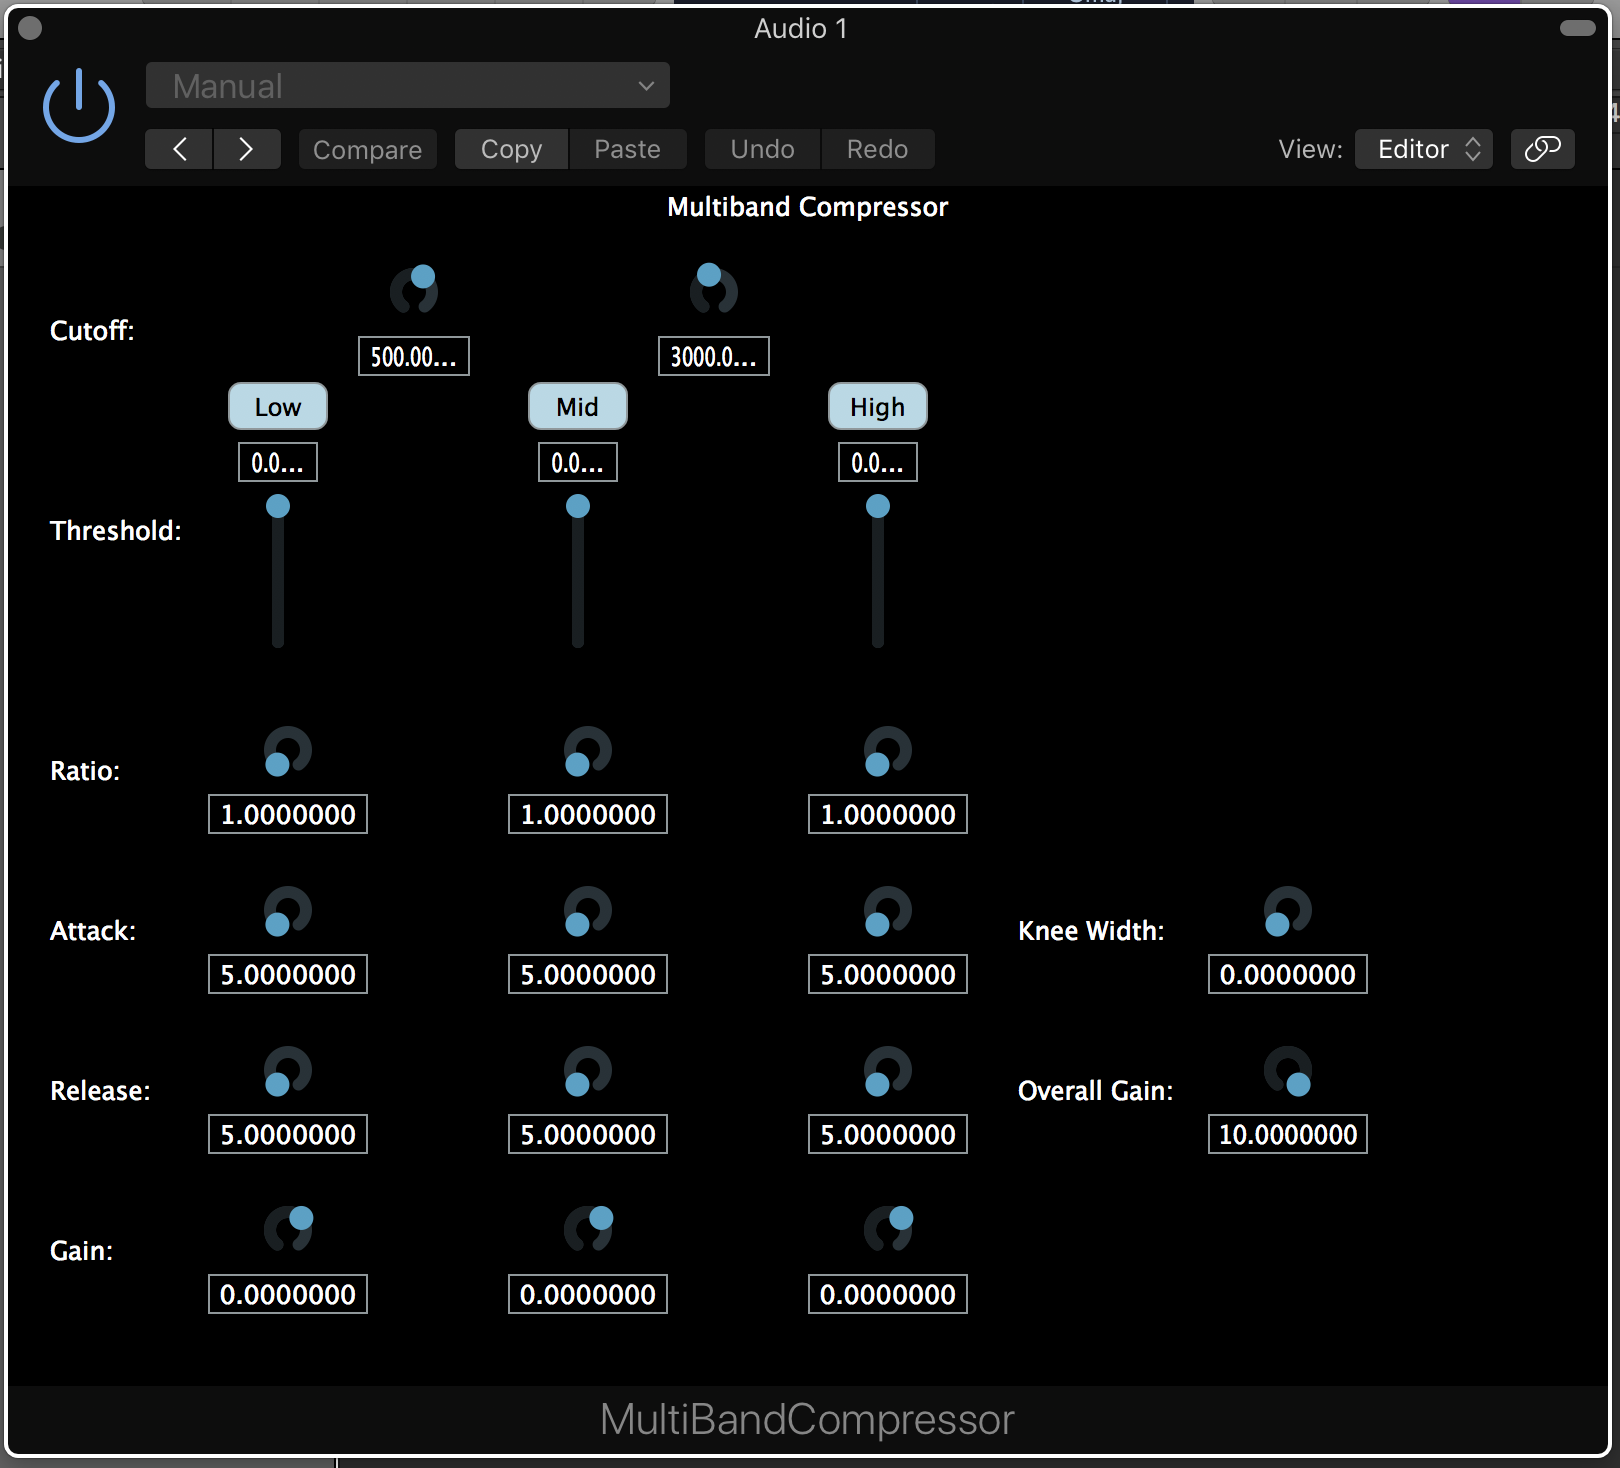 Audio 1
Manual
Compare Copy Paste Undo Redo View: Editor
Multiband Compressor
Cutoff:
500.00... 3000.0...
Low Mid High
0.0... 0.0... 0.0...
Threshold:
Ratio:
1.0000000 1.0000000 1.0000000
Attack: Knee Width:
5.0000000 5.0000000 5.0000000 0.0000000
Release: Overall Gain:
5.0000000 5.0000000 5.0000000 10.0000000
Gain:
0.0000000 0.0000000 0.0000000
MultiBandCompressor